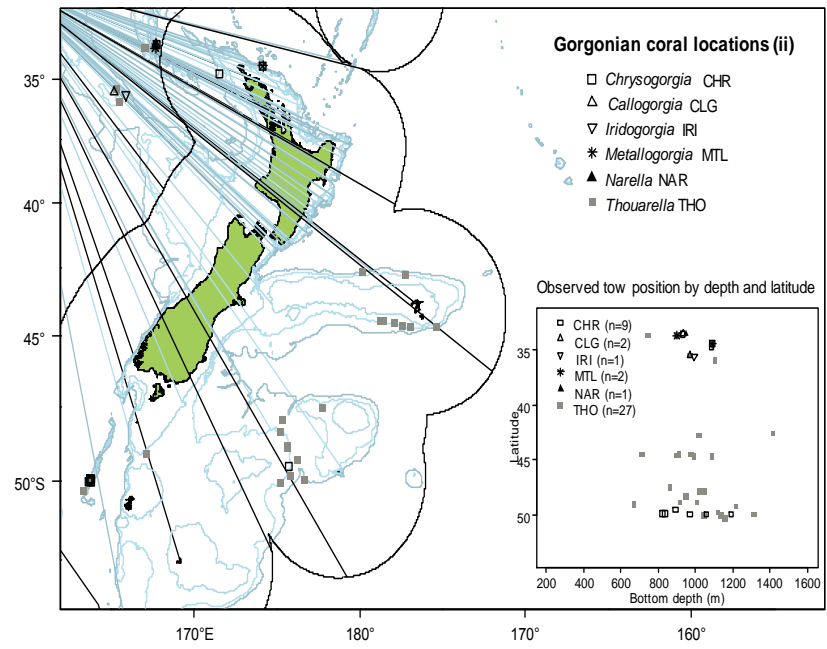 Gorgonian coral locations (ii)
Chrysogorgia CHR
Callogorgia CLG
Iridogorgia IRI
Metallogorgia MTL
Narella NAR
Thouarella THO
35°
40°
45°
50°S
170°E
180°
170°
160°
Observed tow position by depth and latitude
CHR (n=9)
CLG (n=2)
IRI (n=1)
MTL (n=2)
NAR (n=1)
THO (n=27)
Latitude
35
40
45
50
200 400 600 800 1000 1200 1400 1600
Bottom depth (m)